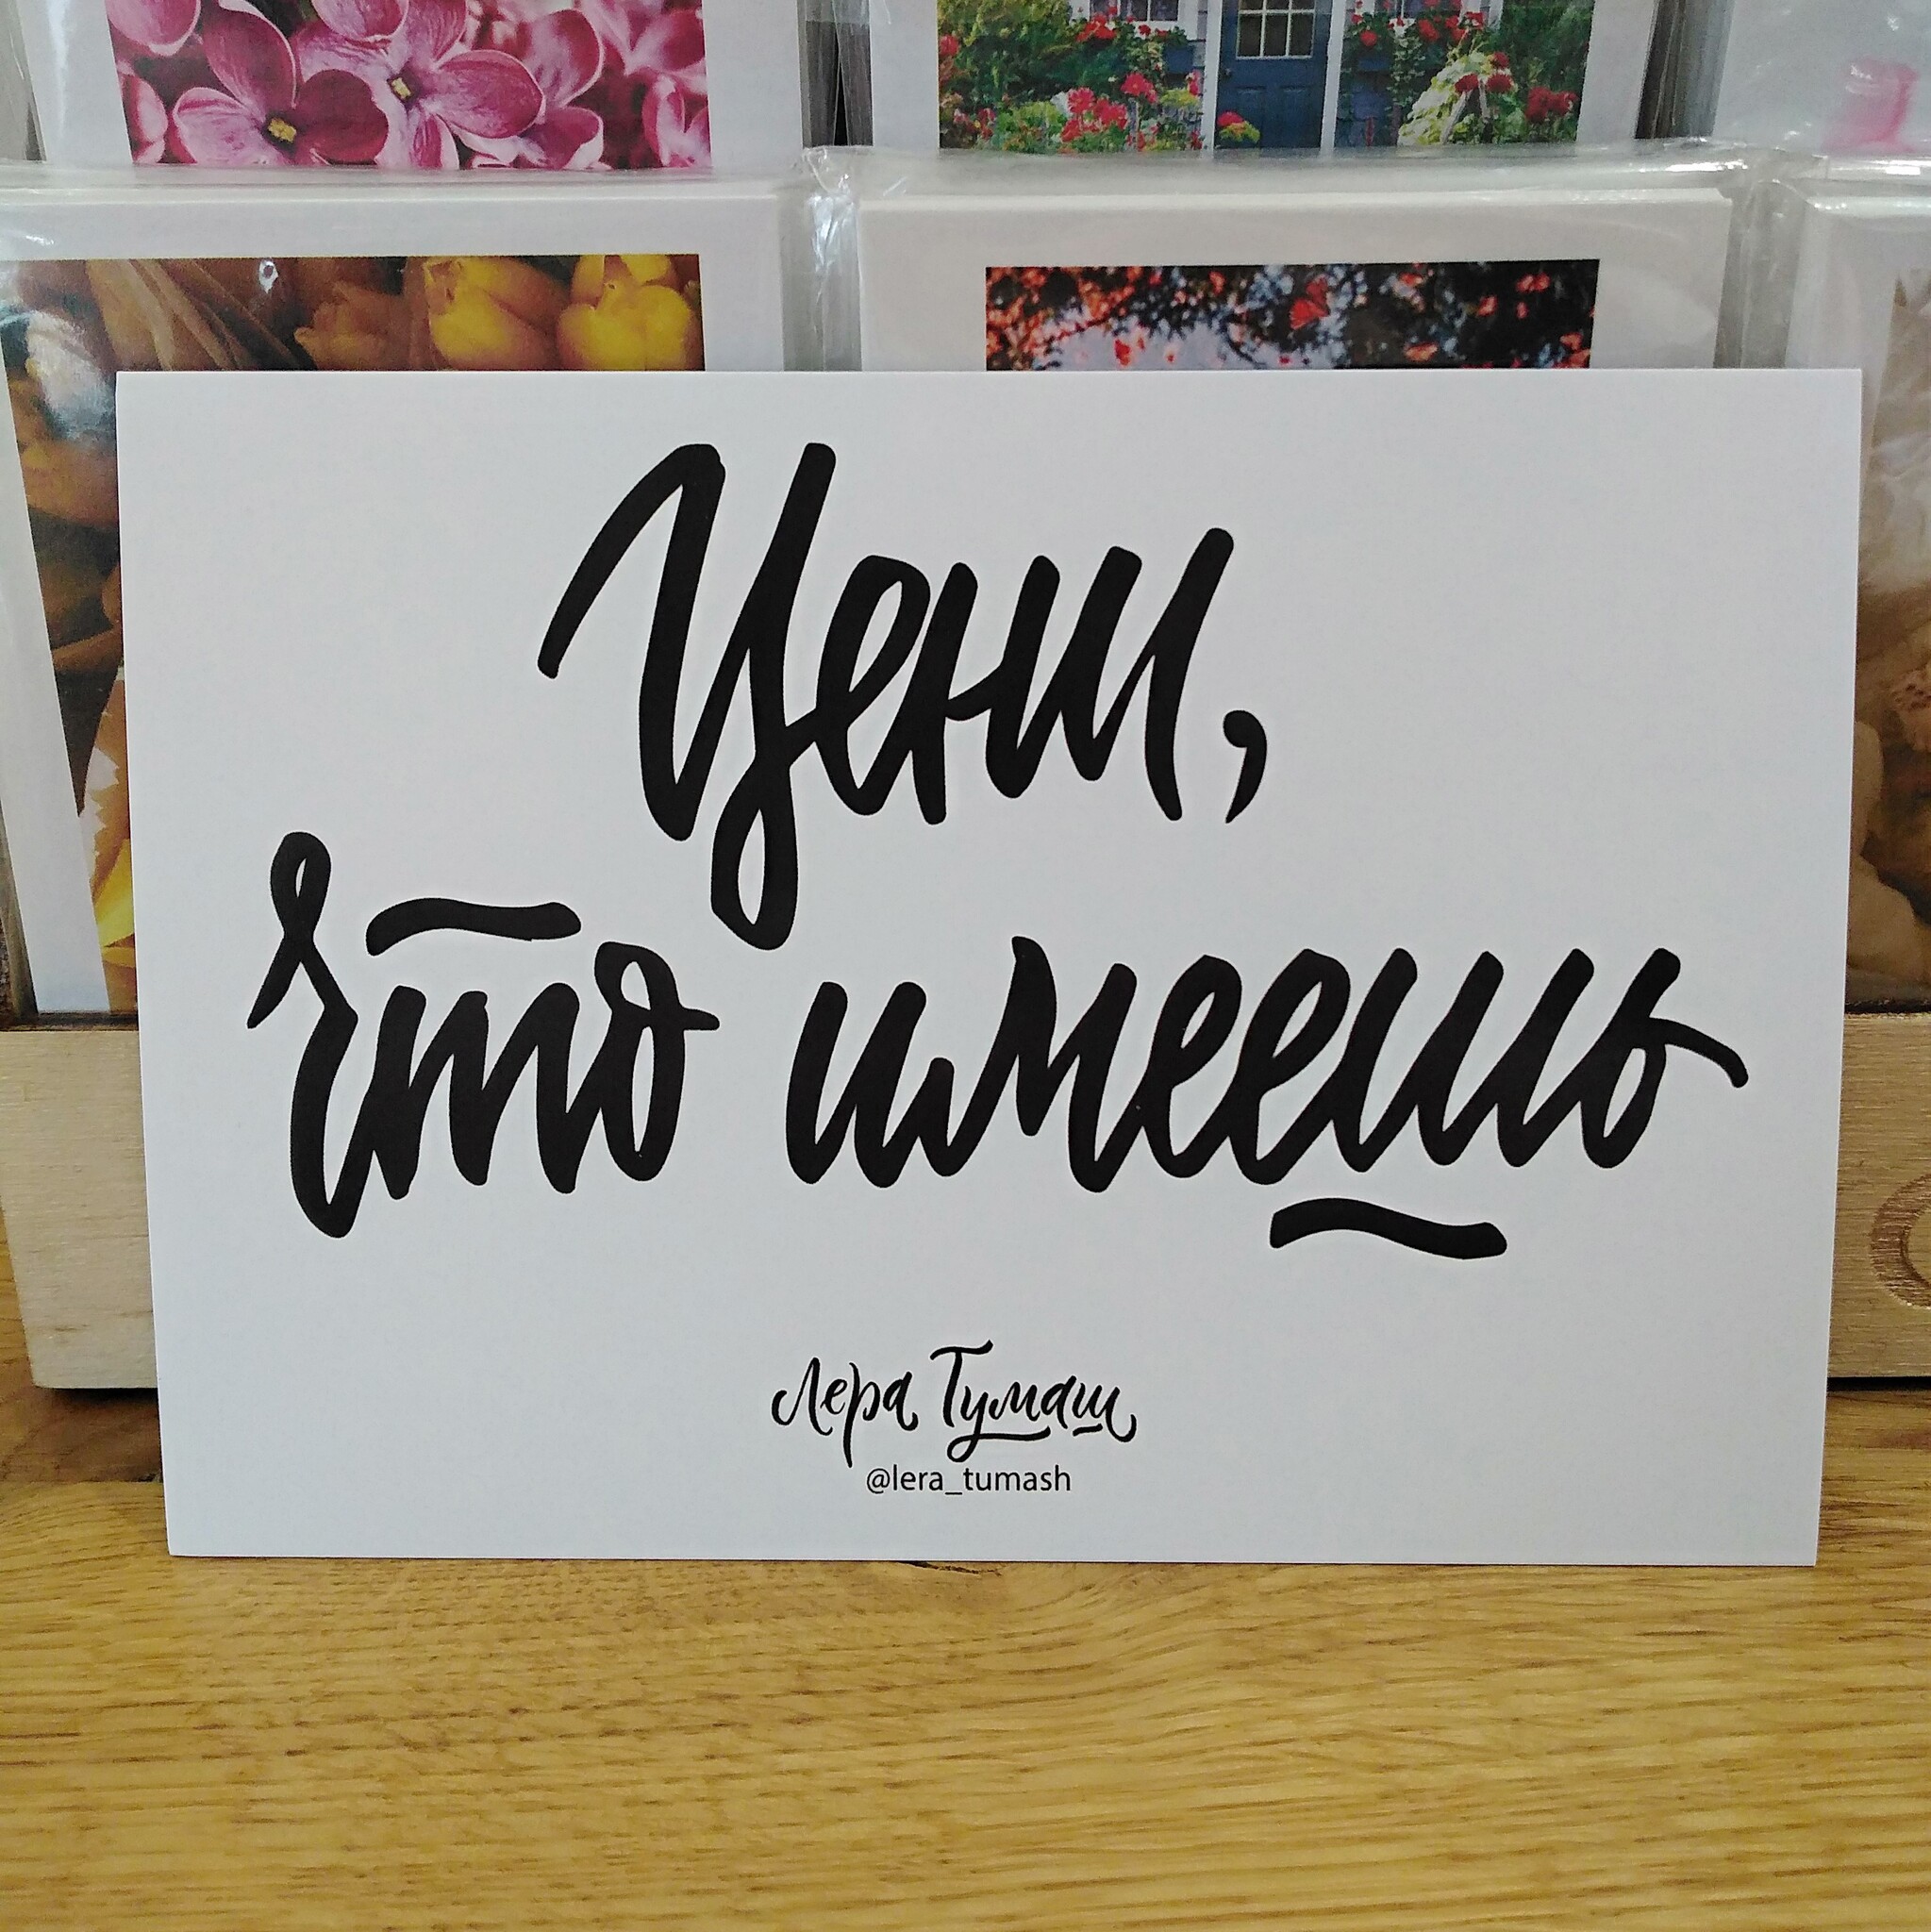 Цени,
что имеешь
Лера Тумаш
@lera_tumash